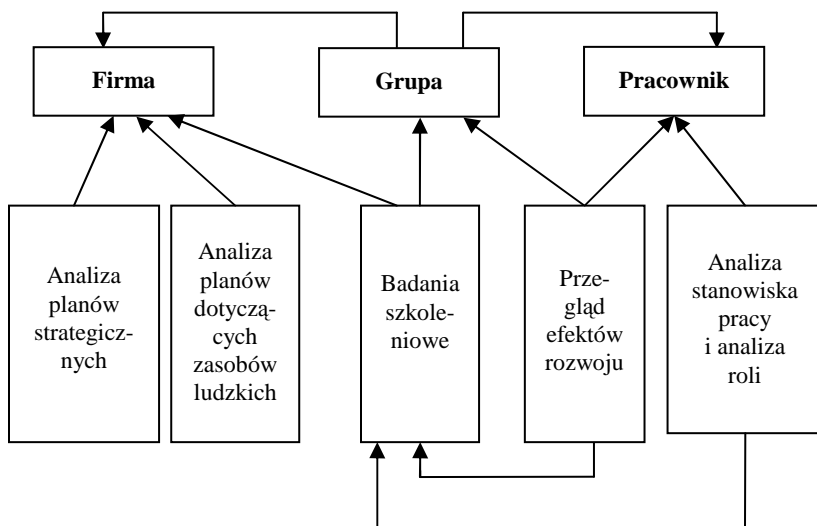 Firma
Grupa
Pracownik
Analiza
planów
strategicz-
nych
Analiza
planów
dotyczą-
cych
zasobów
ludzkich
Badania
szkole-
niowe
Prze-
gląd
efektów
rozwoju
Analiza
stanowiska
pracy
i analiza
roli